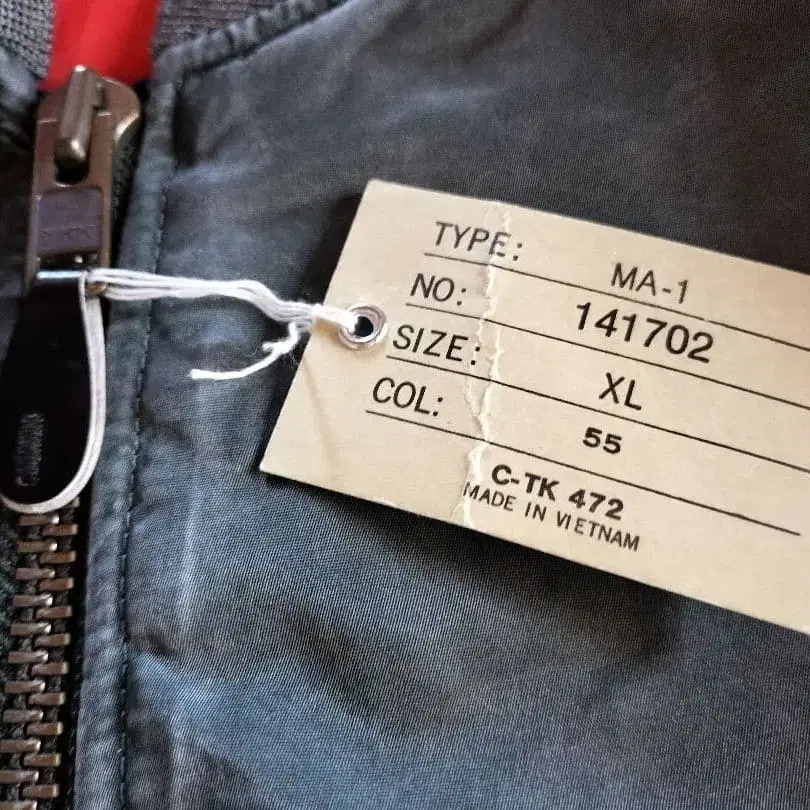 TYPE: MA-1
NO: 141702
SIZE: XL
COL: 55
C-TK 472
MADE IN VIETNAM